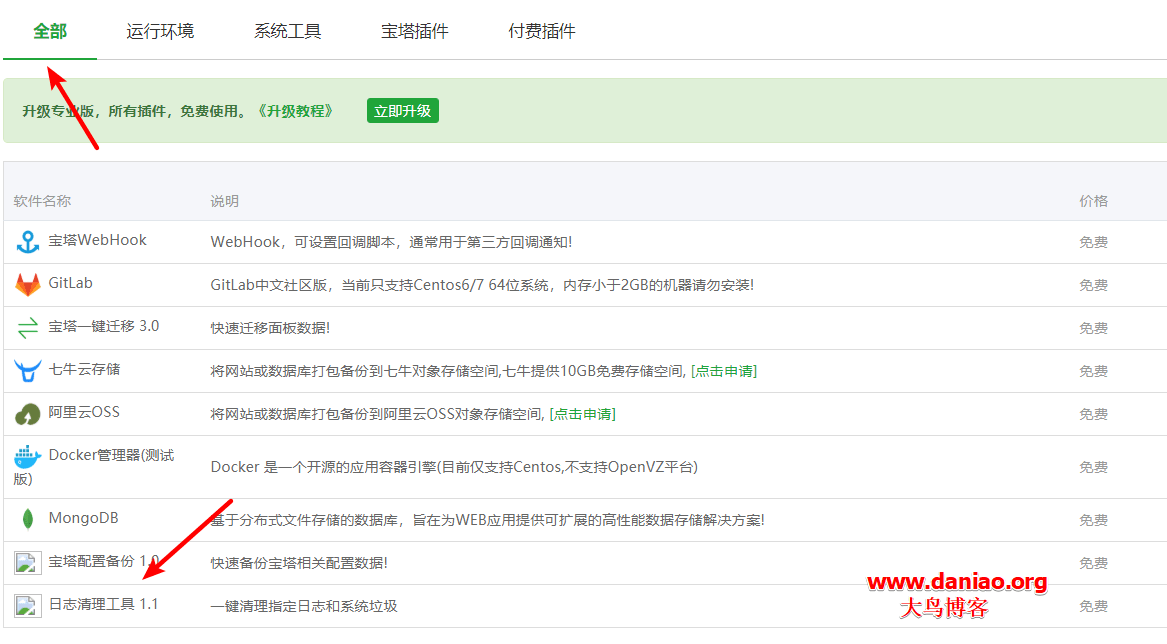 全部 运行环境 系统工具 宝塔插件 付费插件
升级专业版，所有插件，免费使用。《升级教程》 立即升级
软件名称 说明 价格
宝塔WebHook WebHook，可设置回调脚本，通常用于第三方回调通知! 免费
GitLab GitLab中文社区版，当前只支持Centos6/7 64位系统，内存小于2GB的机器请勿安装! 免费
宝塔一键迁移 3.0 快速迁移面板数据! 免费
七牛云存储 将网站或数据库打包备份到七牛对象存储空间,七牛提供10GB免费存储空间, [点击申请] 免费
阿里云OSS 将网站或数据库打包备份到阿里云OSS对象存储空间, [点击申请] 免费
Docker管理器(测试
版) Docker 是一个开源的应用容器引擎(目前仅支持Centos,不支持OpenVZ平台) 免费
MongoDB 基于分布式文件存储的数据库，旨在为WEB应用提供可扩展的高性能数据存储解决方案! 免费
宝塔配置备份 1.0 快速备份宝塔相关配置数据! 免费
日志清理工具 1.1 一键清理指定日志和系统垃圾 免费
www.daniao.org
大鸟博客